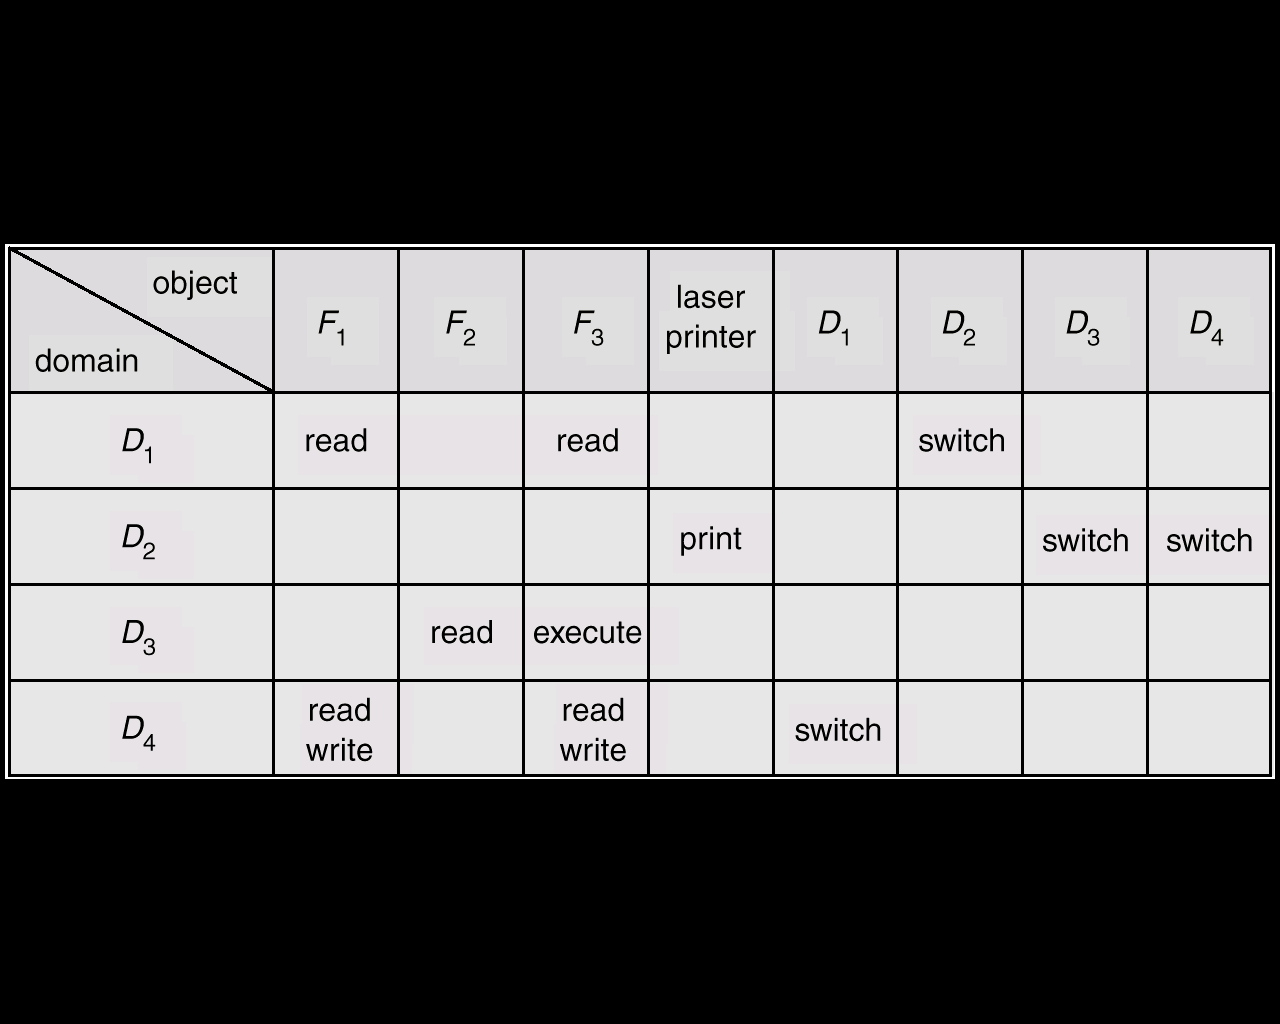 object
domain
F1 F2 F3 laser printer D1 D2 D3 D4
D1 read read switch
D2 print switch switch
D3 read execute
D4 read write read write switch